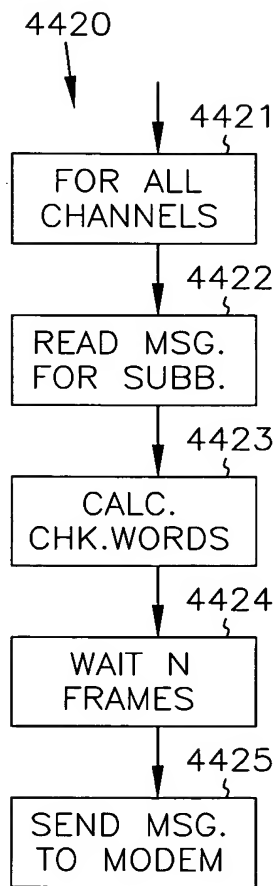 4420
4421
FOR ALL
CHANNELS
4422
READ MSG.
FOR SUBB.
4423
CALC.
CHK.WORDS
4424
WAIT N
FRAMES
4425
SEND MSG.
TO MODEM